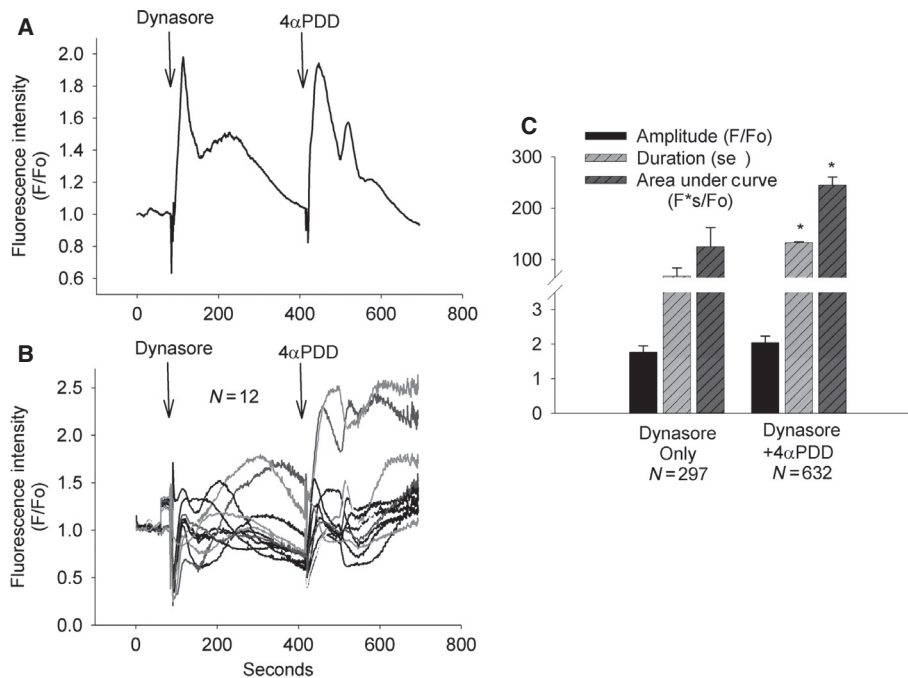 A
Dynasore
4αPDD
Fluorescence intensity
(F/Fo)
2.0
1.8
1.6
1.4
1.2
1.0
0.8
0.6
0
200
400
600
800
B
Dynasore
4αPDD
N = 12
Fluorescence intensity
(F/Fo)
2.5
2.0
1.5
1.0
0.5
0.0
0
200
400
600
800
Seconds
C
Amplitude (F/Fo)
Duration (se )
Area under curve
(F*s/Fo)
300
200
100
3
2
1
0
*
*
Dynasore
Only
N = 297
Dynasore
+4αPDD
N = 632